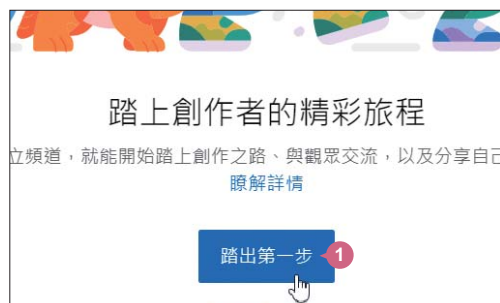 踏上創作者的精彩旅程
立頻道，就能開始踏上創作之路、與觀眾交流，以及分享自己
瞭解詳情
踏出第一步 1